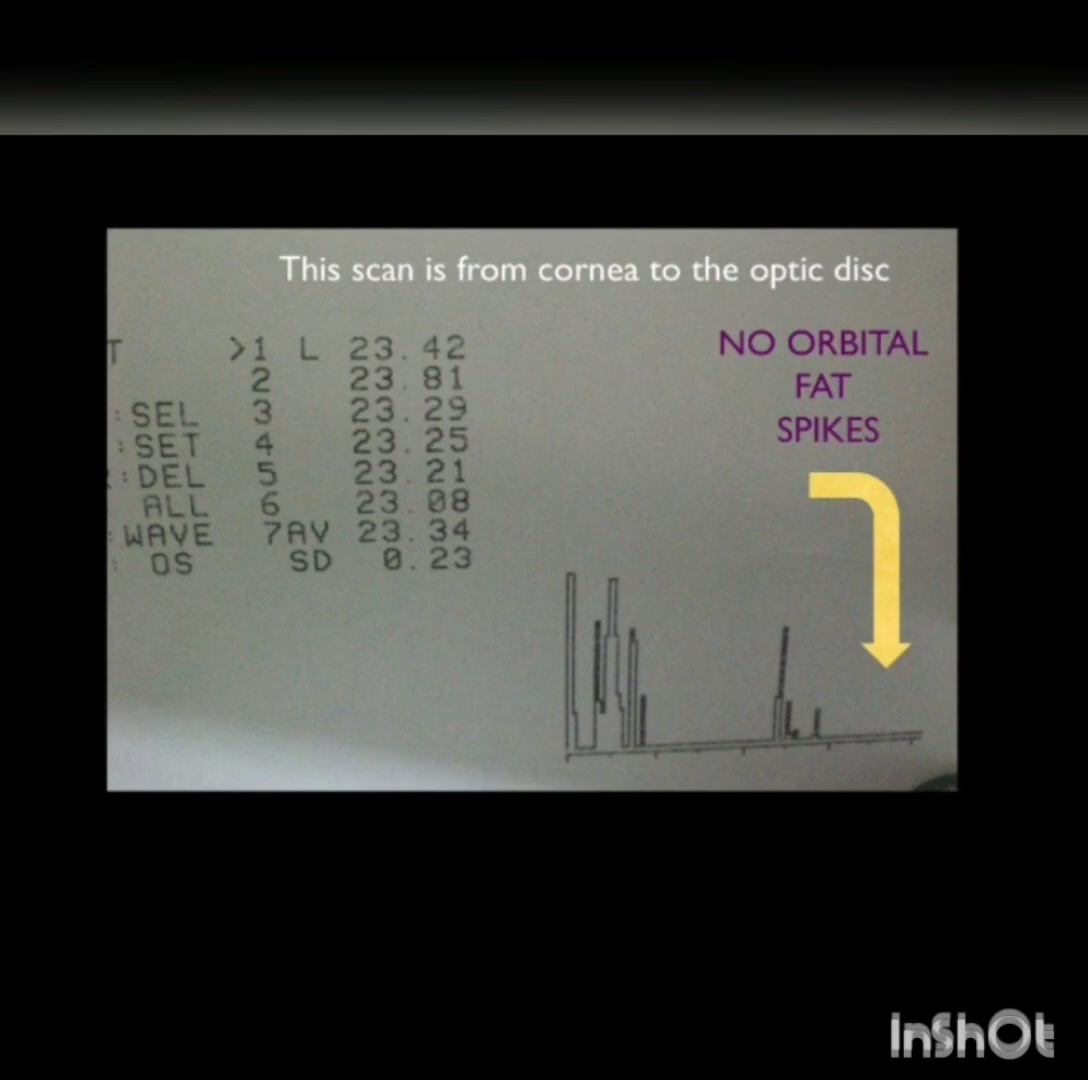 This scan is from cornea to the optic disc
NO ORBITAL
FAT
SPIKES
T >1 L 23.42
2 23.81
:SEL 3 23.29
:SET 4 23.25
:DEL 5 23.21
ALL 6 23.08
:WAVE 7AV 23.34
: OS SD 0.23
InShOt